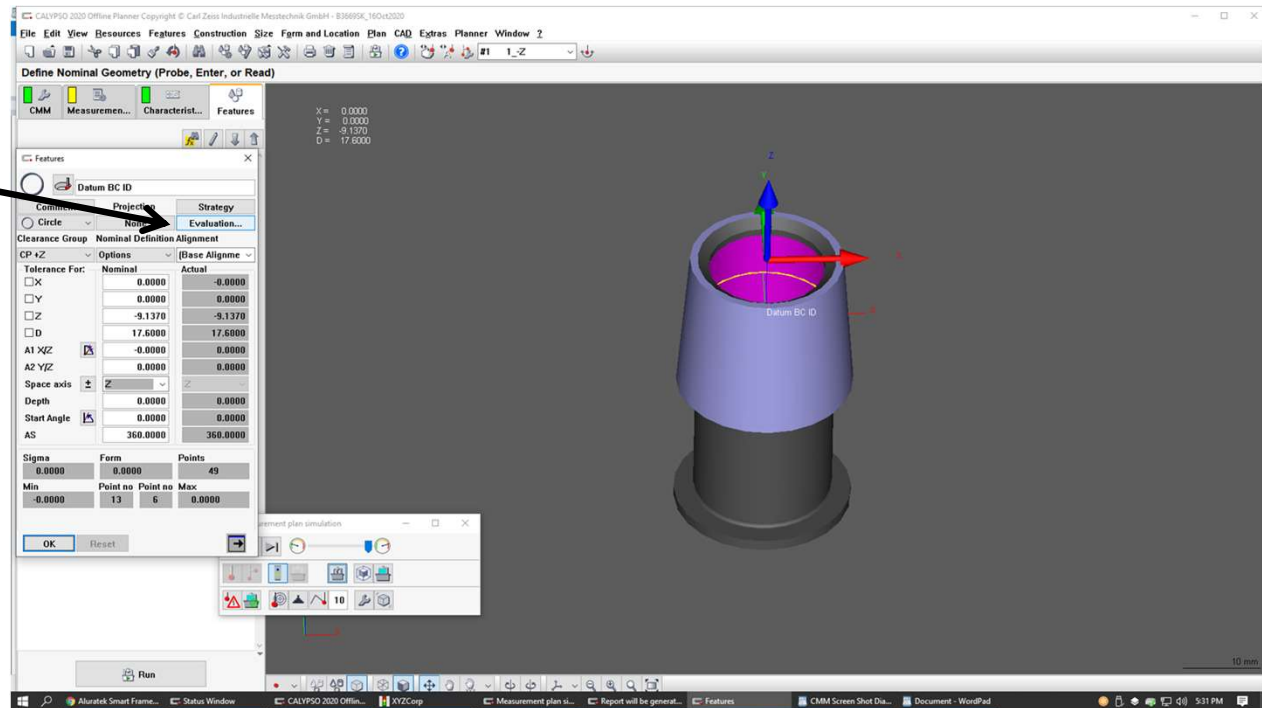 CALYPSO 2020 Offline Planner Copyright © Carl Zeiss Industrielle Messtechnik GmbH - B3669SK_16Oct2020
File Edit View Resources Features Construction Size Form and Location Plan CAD Extras Planner Window ?
#1 1_-Z
Define Nominal Geometry (Probe, Enter, or Read)
CMM Measuremen... Characterist... Features
X = 0.0000
Y = 0.0000
Z = -9.1370
D = 17.6000
Features
Datum BC ID
Projection Strategy
Circle Evaluation...
Clearance Group Nominal Definition Alignment
CP +Z Options (Base Alignme
Tolerance For: Nominal Actual
X 0.0000 -0.0000
Y 0.0000 0.0000
Z -9.1370 -9.1370
D 17.6000 17.6000
A1 X/Z -0.0000 0.0000
A2 Y/Z 0.0000 0.0000
Space axis ± Z Z
Depth 0.0000 0.0000
Start Angle 0.0000 0.0000
AS 360.0000 360.0000
Sigma Form Points
0.0000 0.0000 49
Min Point no Point no Max
-0.0000 13 6 0.0000
OK Reset
Z
Y
X
Datum BC ID
urement plan simulation
10
Run
10 mm
Aluratek Smart Frame... Status Window CALYPSO 2020 Offlin... XYZCorp Measurement plan si... Report will be generat... Features CMM Screen Shot Dia... Document - WordPad 5:31 PM